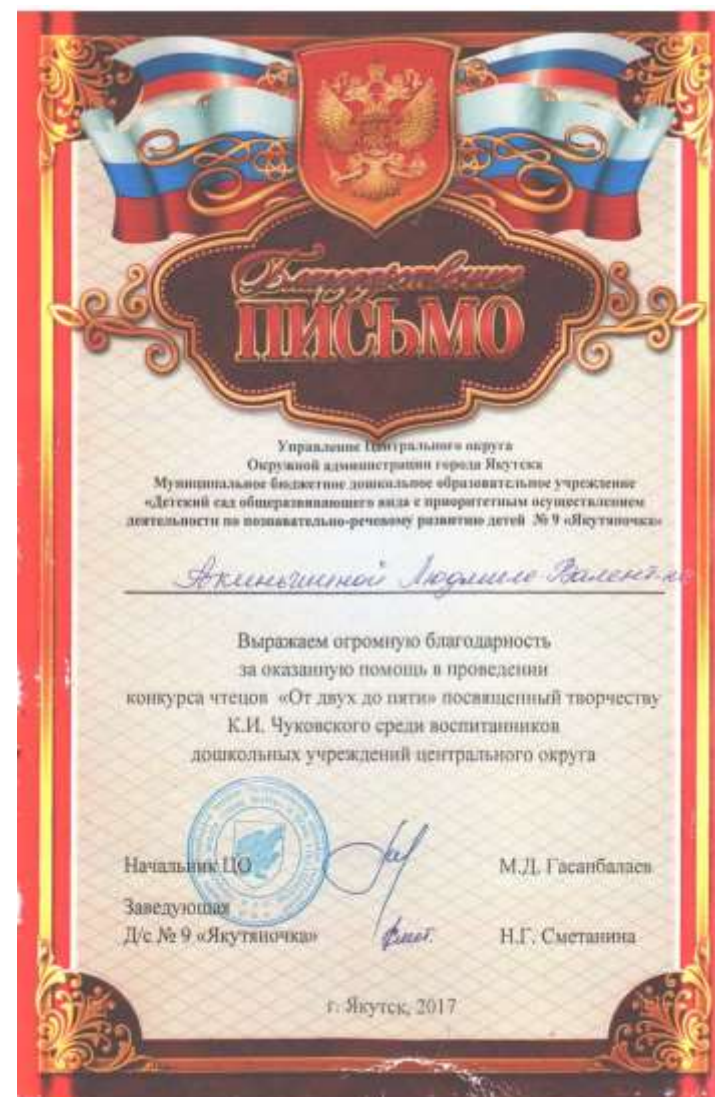 Благодарственное
ПИСЬМО
Управление Центрального округа
Окружной администрации города Якутска
Муниципальное бюджетное дошкольное образовательное учреждение
«Детский сад общеразвивающего вида с приоритетным осуществлением
деятельности по познавательно-речевому развитию детей № 9 «Якутяночка»
Акиньшиной Людмиле Валент-не
Выражаем огромную благодарность
за оказанную помощь в проведении
конкурса чтецов «От двух до пяти» посвященный творчеству
К.И. Чуковского среди воспитанников
дошкольных учреждений центрального округа
Начальник ЦО М.Д. Гасанбалаев
Заведующая
Д/с № 9 «Якутяночка» Н.Г. Сметанина
г. Якутск, 2017